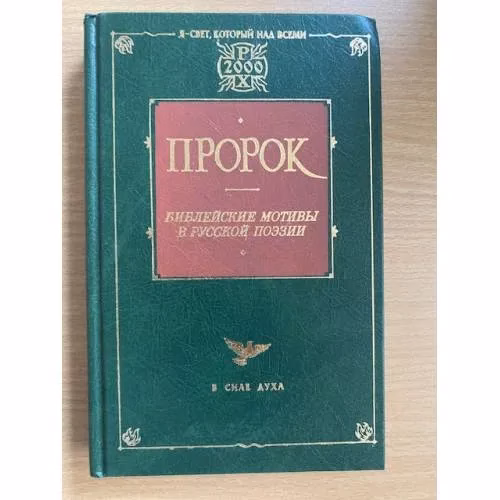 Я–СВЕТ, КОТОРЫЙ НАД ВСЕМИ
Р
2000
Х
ПРОРОК
БИБЛЕЙСКИЕ МОТИВЫ
В РУССКОЙ ПОЭЗИИ
В СИЛЕ ДУХА